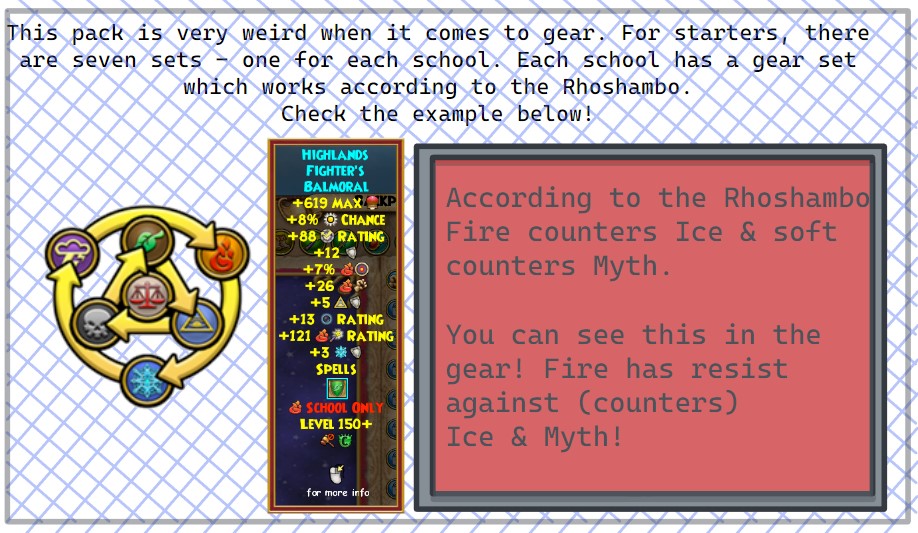 This pack is very weird when it comes to gear. For starters, there
are seven sets – one for each school. Each school has a gear set
which works according to the Rhoshambo.
Check the example below!
HIGHLANDS
FIGHTER'S
BALMORAL
+619 MAX
+8% CHANCE
+88 RATING
+12
+7%
+26
+5
+13 RATING
+121 RATING
+3
SPELLS
SCHOOL ONLY
LEVEL 150+
for more info
According to the Rhoshambo
Fire counters Ice & soft
counters Myth.
You can see this in the
gear! Fire has resist
against (counters)
Ice & Myth!